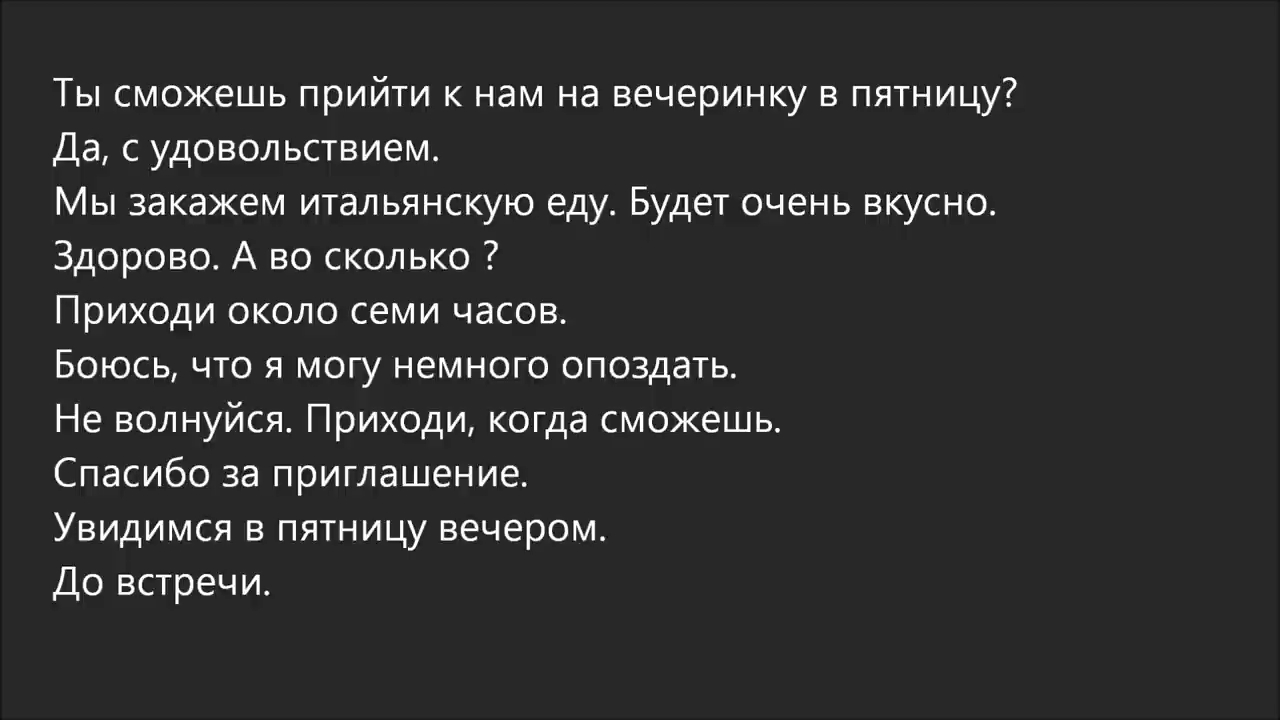 Ты сможешь прийти к нам на вечеринку в пятницу?
Да, с удовольствием.
Мы закажем итальянскую еду. Будет очень вкусно.
Здорово. А во сколько ?
Приходи около семи часов.
Боюсь, что я могу немного опоздать.
Не волнуйся. Приходи, когда сможешь.
Спасибо за приглашение.
Увидимся в пятницу вечером.
До встречи.